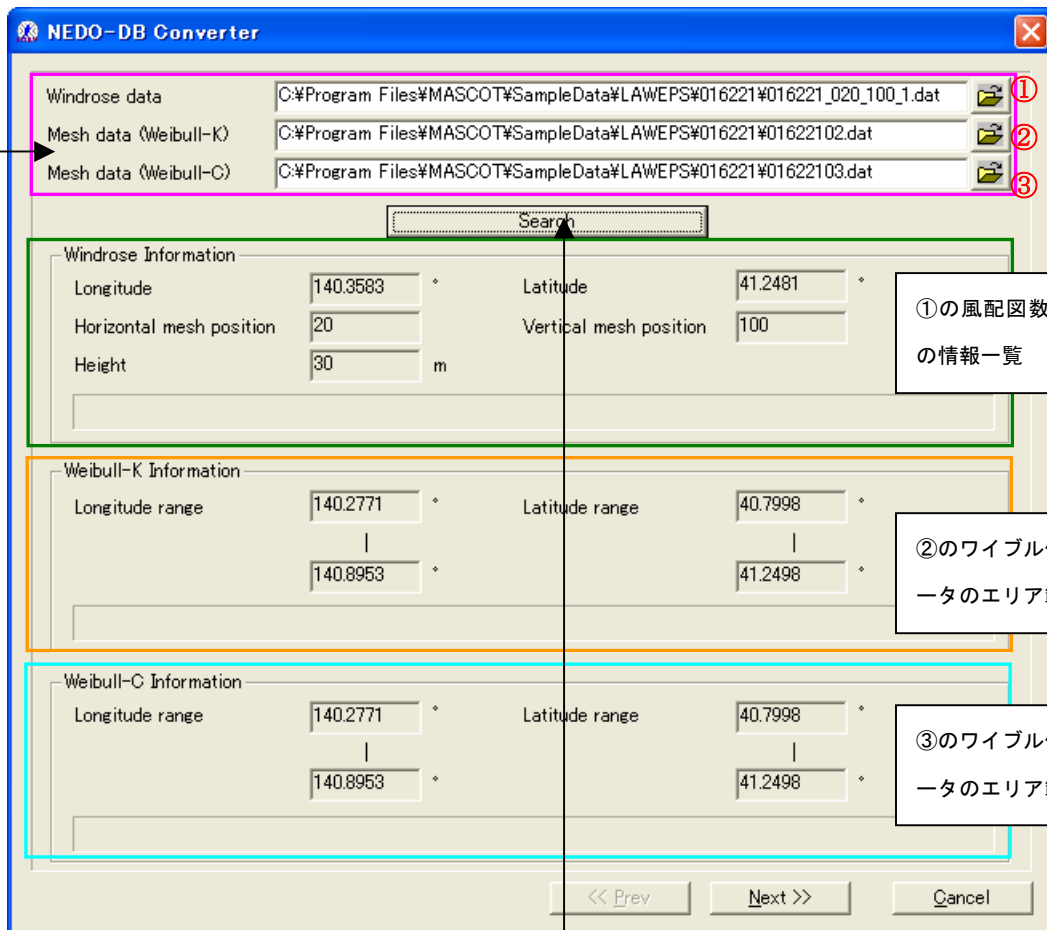 NEDO-DB Converter
Windrose data C:¥Program Files¥MASCOT¥SampleData¥LAWEPS¥016221¥016221_020_100_1.dat ①
Mesh data (Weibull-K) C:¥Program Files¥MASCOT¥SampleData¥LAWEPS¥016221¥01622102.dat ②
Mesh data (Weibull-C) C:¥Program Files¥MASCOT¥SampleData¥LAWEPS¥016221¥01622103.dat ③
Search
Windrose Information
Longitude 140.3583 ° Latitude 41.2481 °
Horizontal mesh position 20 Vertical mesh position 100
Height 30 m
①の風配図数
の情報一覧
Weibull-K Information
Longitude range 140.2771 ° Latitude range 40.7998 °
| |
140.8953 ° 41.2498 °
②のワイブル
ータのエリア
Weibull-C Information
Longitude range 140.2771 ° Latitude range 40.7998 °
| |
140.8953 ° 41.2498 °
③のワイブル
ータのエリア
<< Prev Next >> Cancel